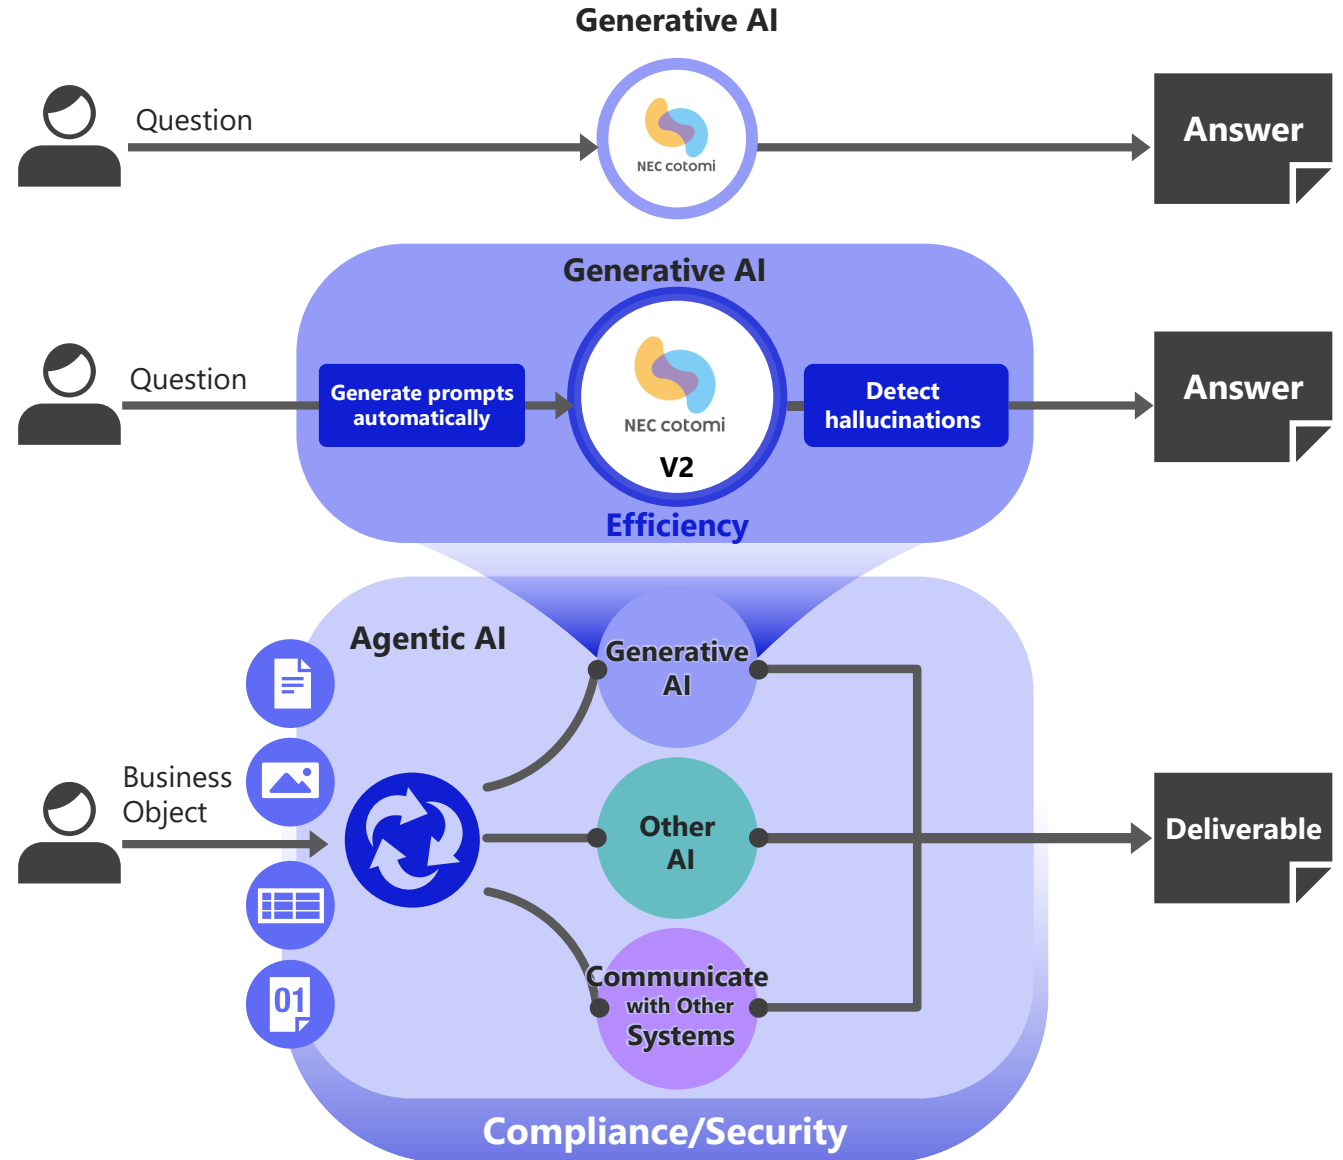 Generative AI
Question
NEC cotomi
Answer
Generative AI
Question
Generate prompts
automatically
NEC cotomi
V2
Detect
hallucinations
Answer
Efficiency
Agentic AI
Generative
AI
Business
Object
Other
AI
Deliverable
01
Communicate
with Other
Systems
Compliance/Security